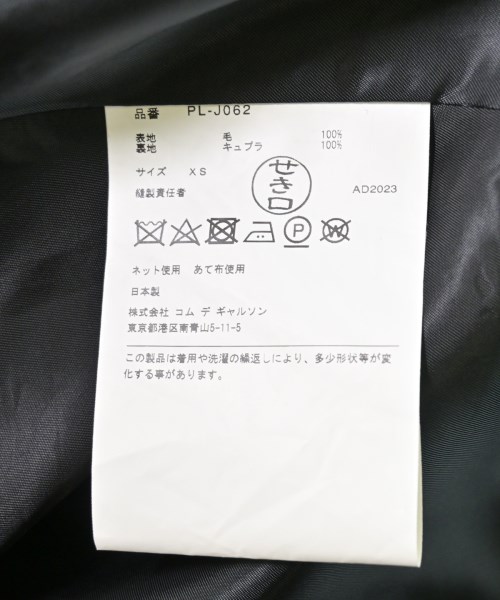 品番 PL-J062
表地 毛 100%
裏地 キュプラ 100%
サイズ XS
縫製責任者 せき口 AD2023
P W
ネット使用 あて布使用
日本製
株式会社 コム デ ギャルソン
東京都港区南青山5-11-5
この製品は着用や洗濯の繰返しにより、多少形状等が変
化する事があります。